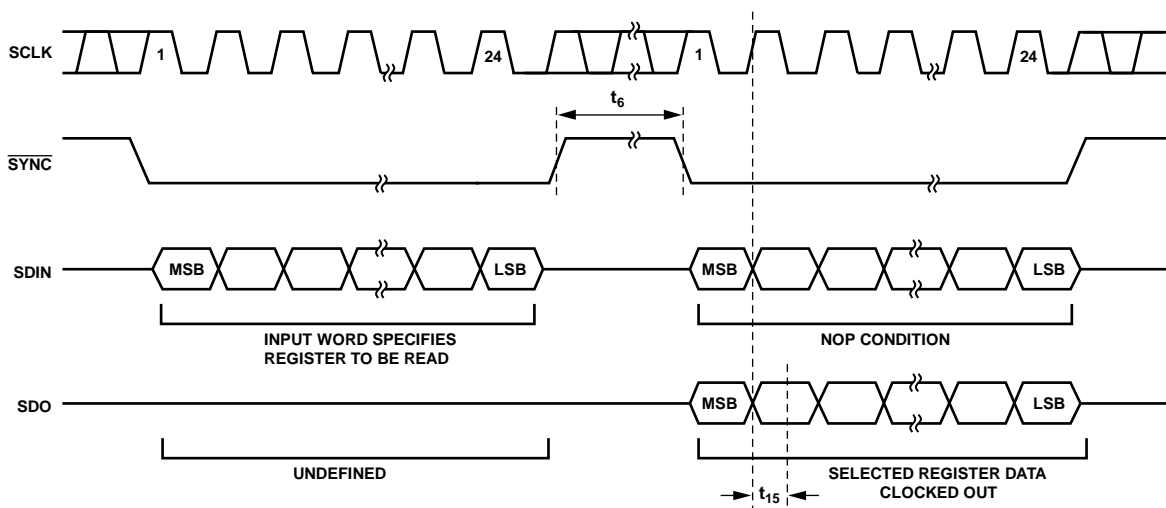 SCLK
1
24
1
24
t6
SYNC
SDIN
MSB
LSB
MSB
LSB
INPUT WORD SPECIFIES
REGISTER TO BE READ
NOP CONDITION
SDO
MSB
LSB
UNDEFINED
SELECTED REGISTER DATA
CLOCKED OUT
t15